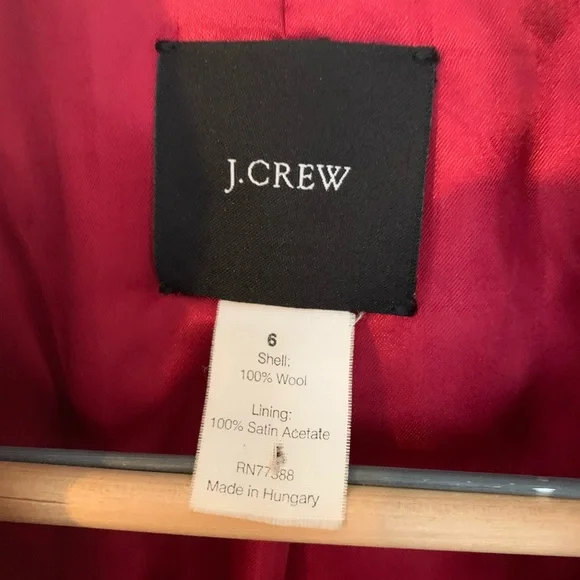 J.CREW
6
Shell:
100% Wool
Lining:
100% Satin Acetate
RN77388
Made in Hungary